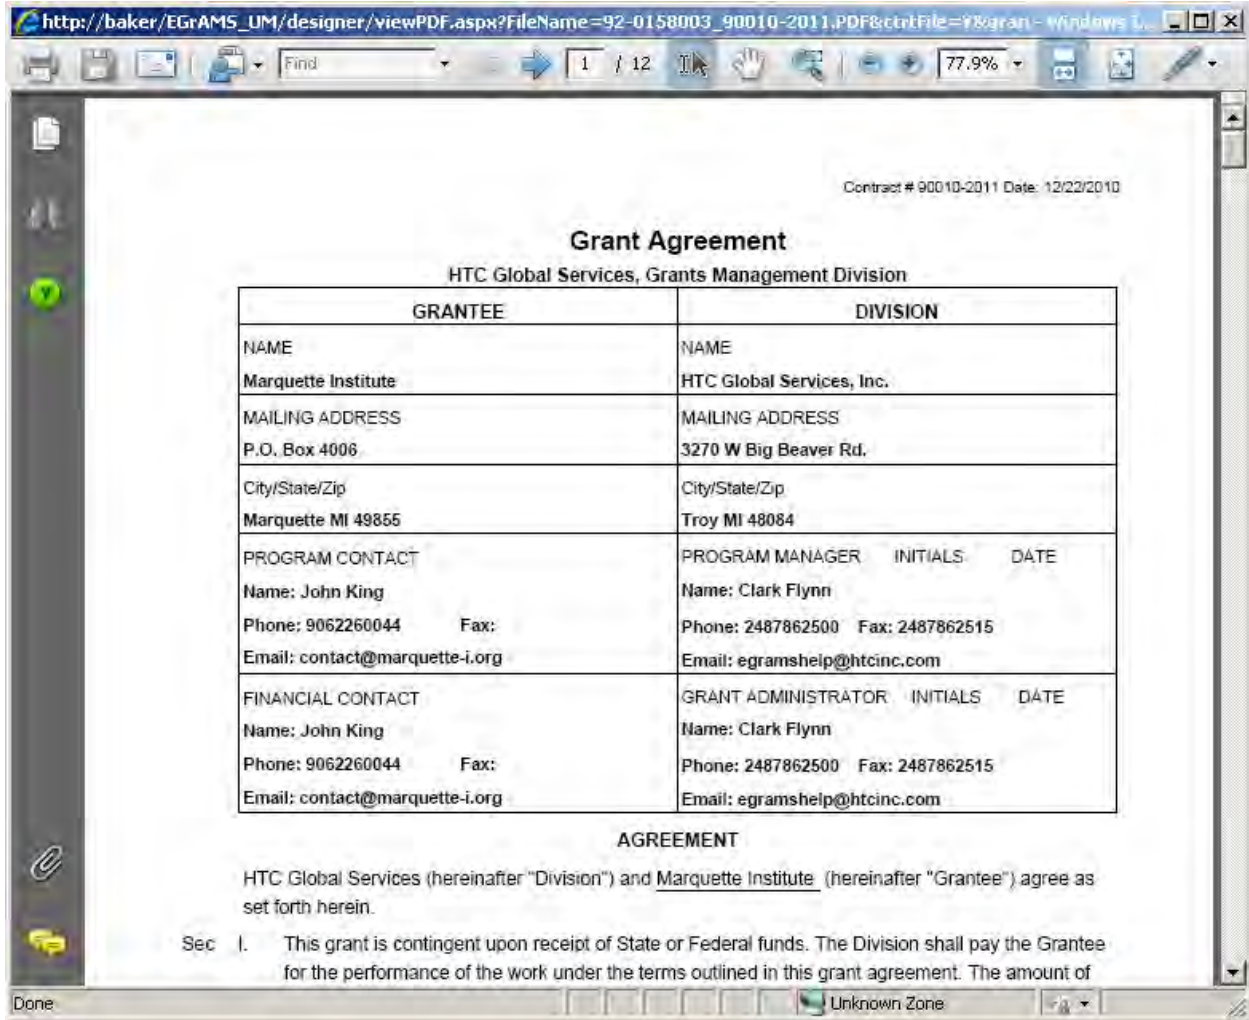 http://baker/EGrAMS_UM/designer/viewPDF.aspx?FileName=92-0158003_90010-2011.PDF&ctrlFile=Y&gran - Windows I...
Find
1 / 12
77.9%
Contract # 90010-2011 Date: 12/22/2010
Grant Agreement
HTC Global Services, Grants Management Division
GRANTEE DIVISION
NAME NAME
Marquette Institute HTC Global Services, Inc.
MAILING ADDRESS MAILING ADDRESS
P.O. Box 4006 3270 W Big Beaver Rd.
City/State/Zip City/State/Zip
Marquette MI 49855 Troy MI 48084
PROGRAM CONTACT PROGRAM MANAGER INITIALS DATE
Name: John King Name: Clark Flynn
Phone: 9062260044 Fax: Phone: 2487862500 Fax: 2487862515
Email: contact@marquette-i.org Email: egramshelp@htcinc.com
FINANCIAL CONTACT GRANT ADMINISTRATOR INITIALS DATE
Name: John King Name: Clark Flynn
Phone: 9062260044 Fax: Phone: 2487862500 Fax: 2487862515
Email: contact@marquette-i.org Email: egramshelp@htcinc.com
AGREEMENT
HTC Global Services (hereinafter "Division") and Marquette Institute (hereinafter "Grantee") agree as
set forth herein.
Sec I. This grant is contingent upon receipt of State or Federal funds. The Division shall pay the Grantee
for the performance of the work under the terms outlined in this grant agreement. The amount of
Done Unknown Zone